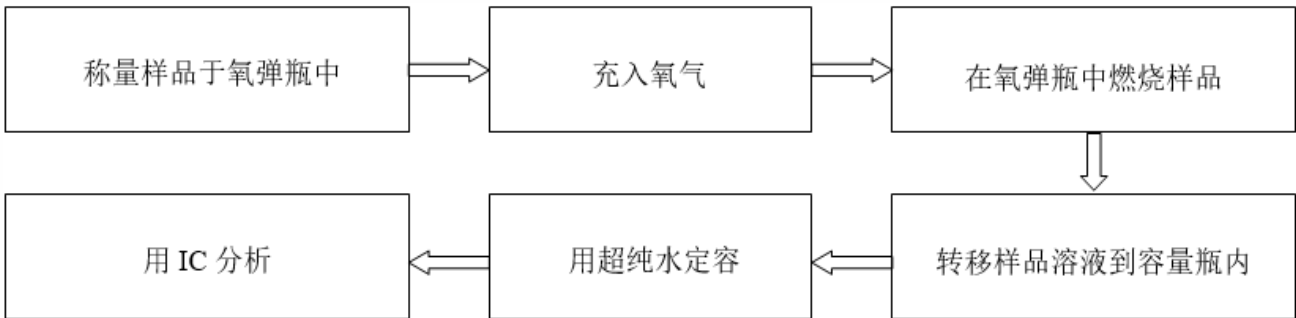 称量样品于氧弹瓶中
充入氧气
在氧弹瓶中燃烧样品
转移样品溶液到容量瓶内
用超纯水定容
用 IC 分析